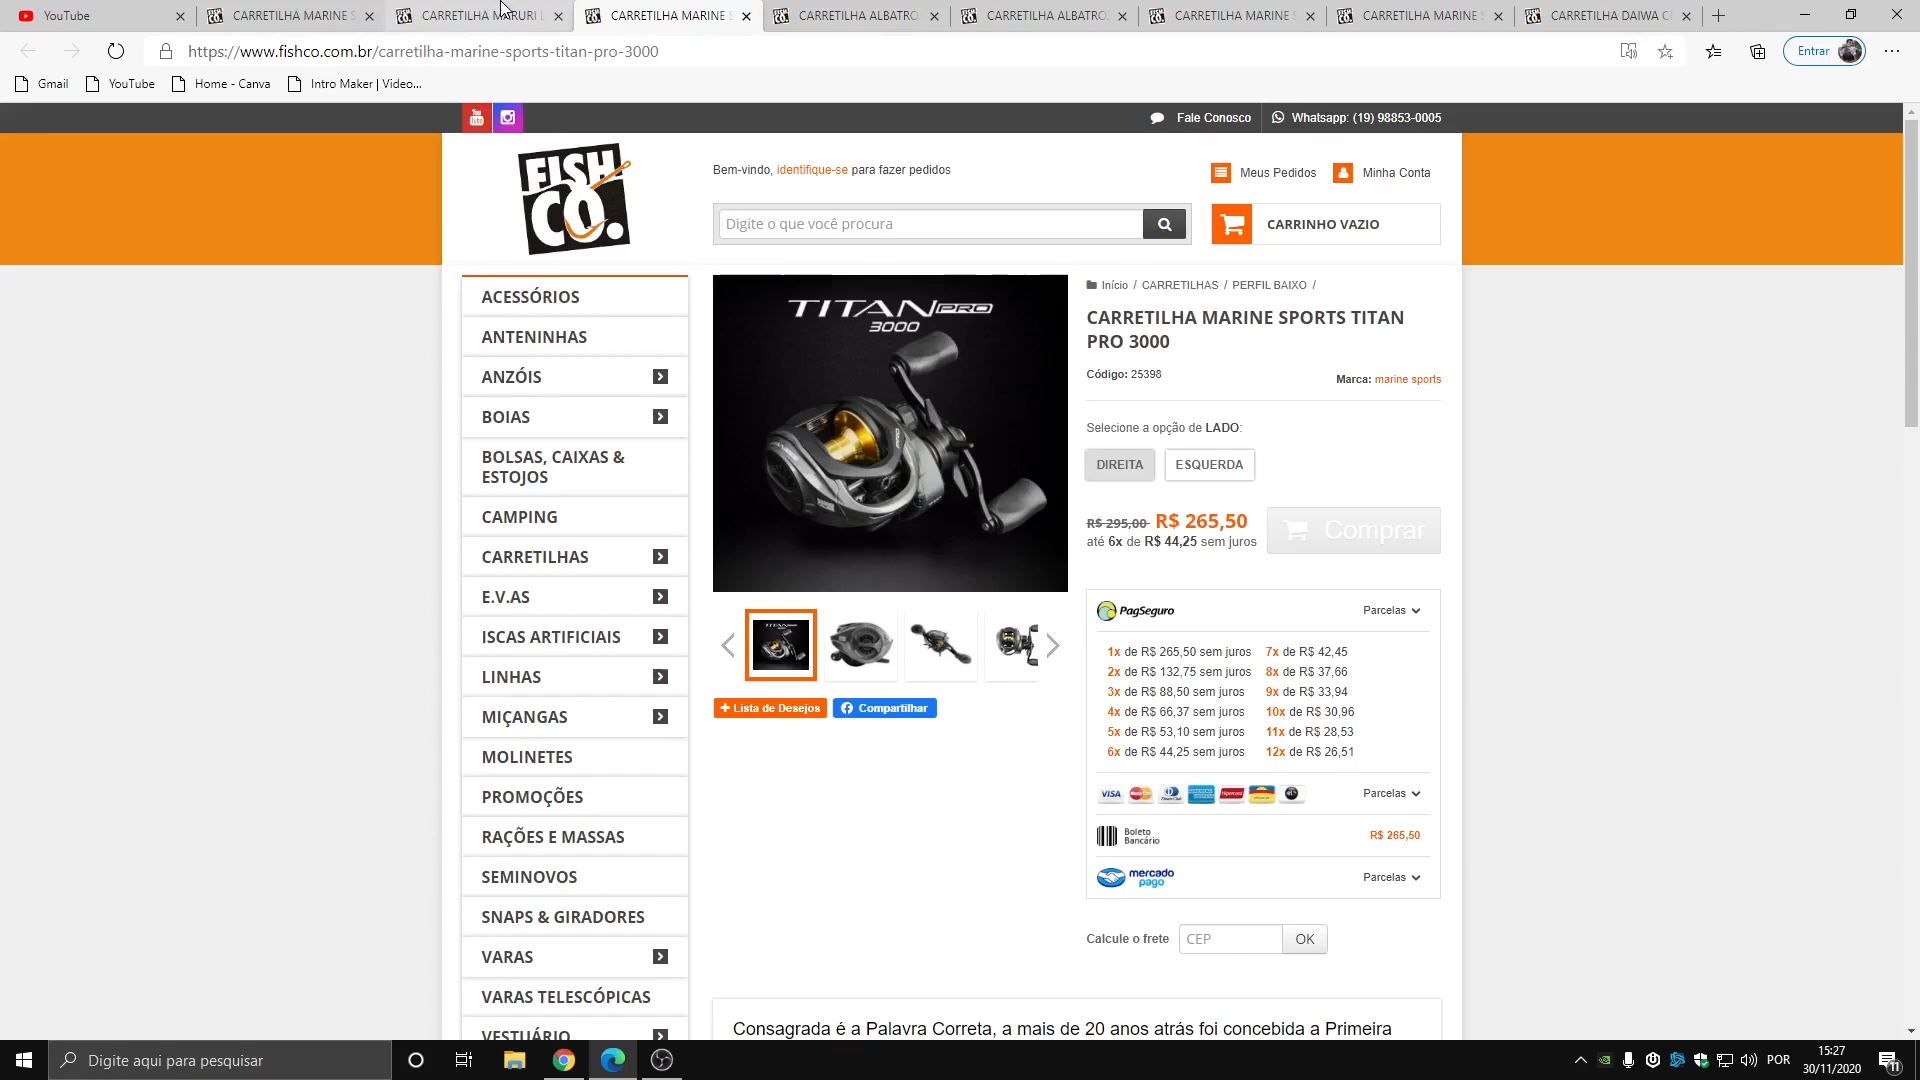 YouTube
CARRETILHA MARINE S
CARRETILHA MARURI
CARRETILHA MARINE S
CARRETILHA ALBATRO
CARRETILHA ALBATRO
CARRETILHA MARINE S
CARRETILHA MARINE S
CARRETILHA DAIWA C
https://www.fishco.com.br/carretilha-marine-sports-titan-pro-3000
Entrar
Gmail
YouTube
Home - Canva
Intro Maker | Video...
You Tube
Fale Conosco
Whatsapp: (19) 98853-0005
FISH CO.
Bem-vindo, identifique-se para fazer pedidos
Meus Pedidos
Minha Conta
Digite o que você procura
CARRINHO VAZIO
ACESSÓRIOS
ANTENINHAS
ANZÓIS
BOIAS
BOLSAS, CAIXAS &
ESTOJOS
CAMPING
CARRETILHAS
E.V.AS
ISCAS ARTIFICIAIS
LINHAS
MIÇANGAS
MOLINETES
PROMOÇÕES
RAÇÕES E MASSAS
SEMINOVOS
SNAPS & GIRADORES
VARAS
VARAS TELESCÓPICAS
VESTUÁRIO
TITAN PRO
3000
Lista de Desejos
Compartilhar
Início / CARRETILHAS / PERFIL BAIXO /
CARRETILHA MARINE SPORTS TITAN
PRO 3000
Código: 25398
Marca: marine sports
Selecione a opção de LADO:
DIREITA
ESQUERDA
R$ 295,00 R$ 265,50
até 6x de R$ 44,25 sem juros
Comprar
PagSeguro
Parcelas
1x de R$ 265,50 sem juros
7x de R$ 42,45
2x de R$ 132,75 sem juros
8x de R$ 37,66
3x de R$ 88,50 sem juros
9x de R$ 33,94
4x de R$ 66,37 sem juros
10x de R$ 30,96
5x de R$ 53,10 sem juros
11x de R$ 28,53
6x de R$ 44,25 sem juros
12x de R$ 26,51
VISA
Parcelas
Boleto
Bancário
R$ 265,50
mercado
pago
Parcelas
Calcule o frete
CEP
OK
Consagrada é a Palavra Correta, a mais de 20 anos atrás foi concebida a Primeira
Digite aqui para pesquisar
POR
15:27
30/11/2020
11